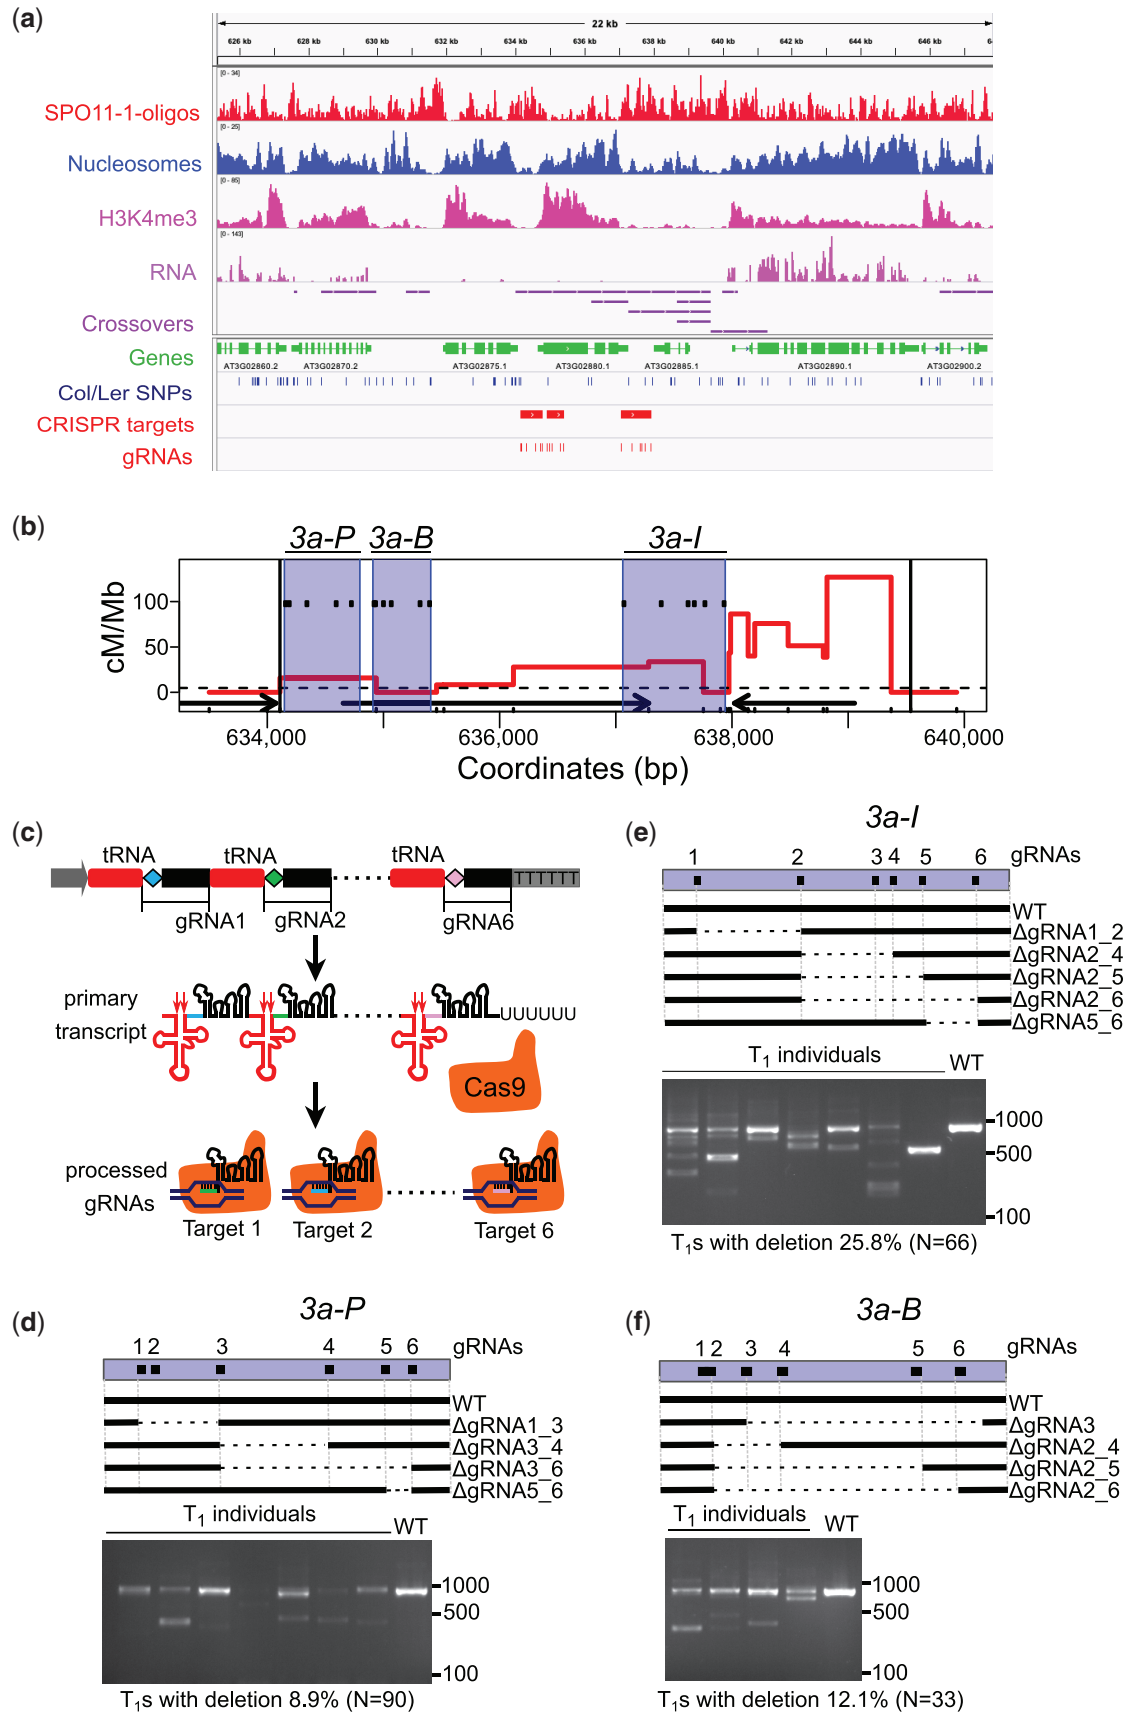 (a)
22 kb
626 kb 628 kb 630 kb 632 kb 634 kb 636 kb 638 kb 640 kb 642 kb 644 kb 646 kb
[0 - 34]
SPO11-1-oligos
[0 - 25]
Nucleosomes
[0 - 85]
H3K4me3
[0 - 143]
RNA
Crossovers
Genes
AT3G02860.2 AT3G02870.2 AT3G02875.1 AT3G02880.1 AT3G02885.1 AT3G02890.1 AT3G02900.2
Col/Ler SNPs
CRISPR targets
gRNAs
(b)
3a-P 3a-B 3a-I
cM/Mb
100
50
0
634,000 636,000 638,000 640,000
Coordinates (bp)
(c)
tRNA tRNA tRNA
TTTTTT
gRNA1 gRNA2 gRNA6
primary
transcript
UUUUUU
Cas9
processed
gRNAs
Target 1 Target 2 Target 6
(e)
3a-I
1 2 3 4 5 6 gRNAs
WT
ΔgRNA1_2
ΔgRNA2_4
ΔgRNA2_5
ΔgRNA2_6
ΔgRNA5_6
T1 individuals WT
1000
500
100
T1s with deletion 25.8% (N=66)
(d)
3a-P
1 2 3 4 5 6 gRNAs
WT
ΔgRNA1_3
ΔgRNA3_4
ΔgRNA3_6
ΔgRNA5_6
T1 individuals WT
1000
500
100
T1s with deletion 8.9% (N=90)
(f)
3a-B
1 2 3 4 5 6 gRNAs
WT
ΔgRNA3
ΔgRNA2_4
ΔgRNA2_5
ΔgRNA2_6
T1 individuals WT
1000
500
100
T1s with deletion 12.1% (N=33)